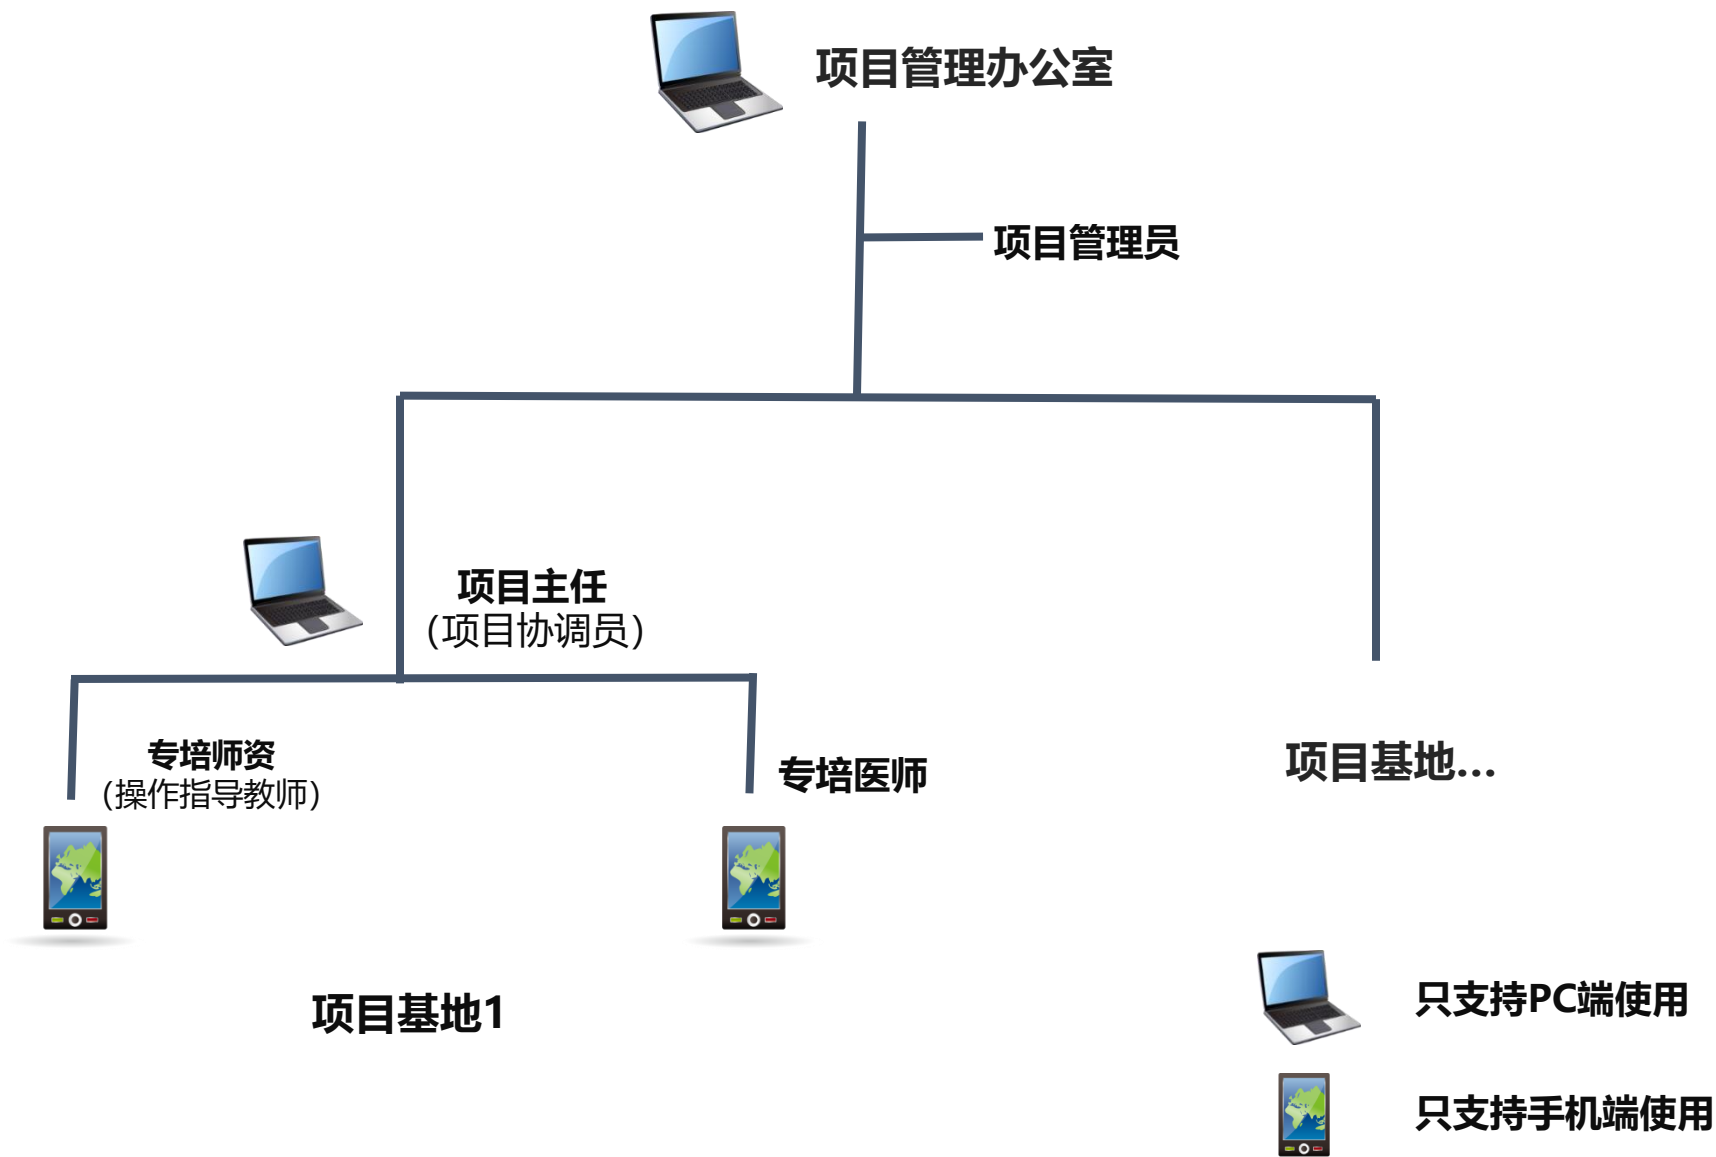 项目管理办公室
项目管理员
项目主任
（项目协调员）
专培师资
（操作指导教师）
专培医师
项目基地...
项目基地1
只支持PC端使用
只支持手机端使用